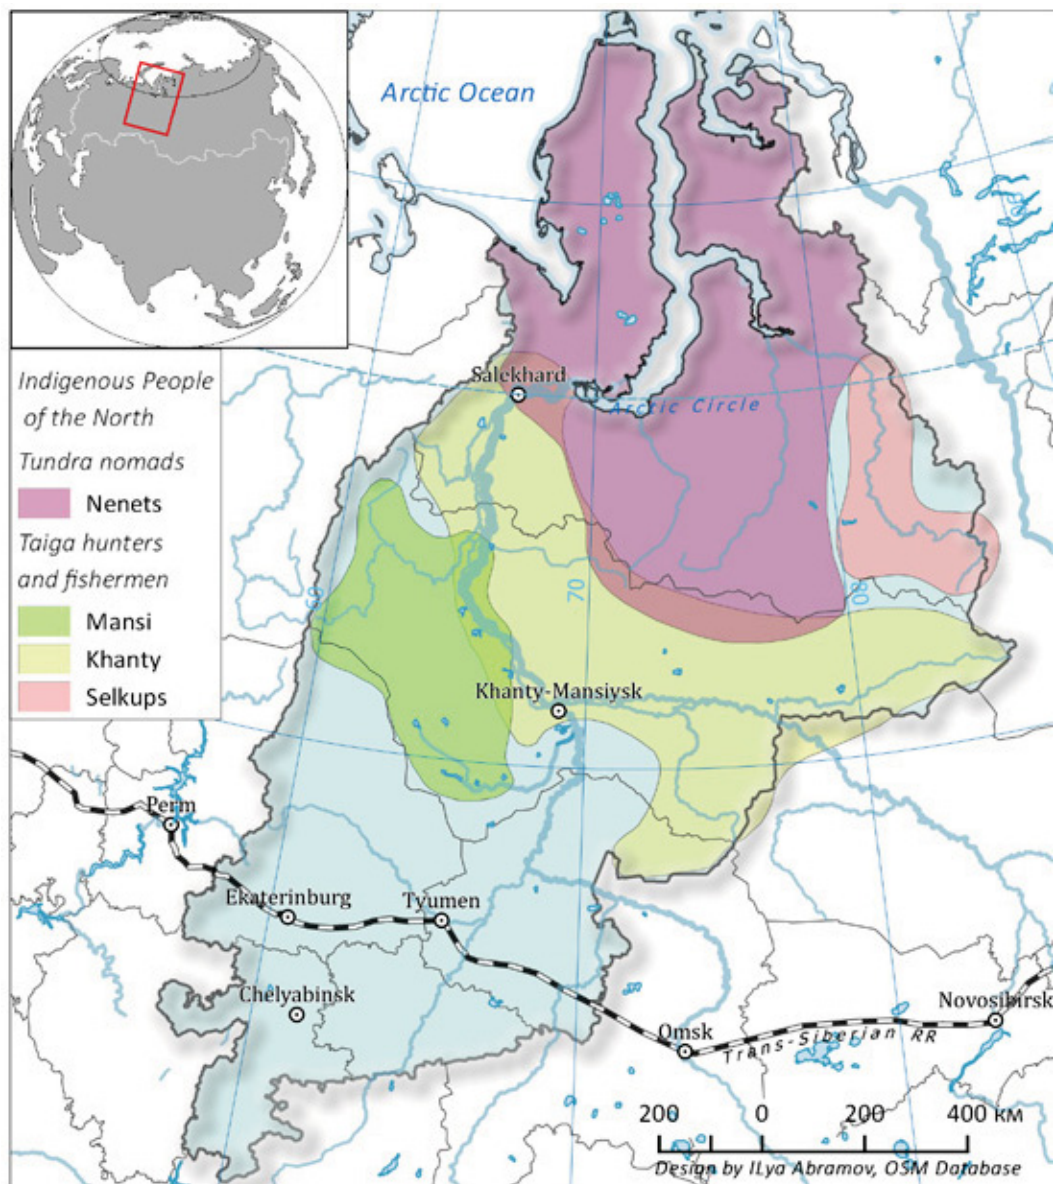 Arctic Ocean
Indigenous People
of the North
Tundra nomads
Nenets
Taiga hunters
and fishermen
Mansi
Khanty
Selkups
Salekhard
Arctic Circle
60
70
80
Khanty-Mansiysk
Perm
Ekaterinburg
Tyumen
Chelyabinsk
Omsk
Novosibirsk
Trans-Siberian RR
200 0 200 400 КМ
Design by ILya Abramov, OSM Database